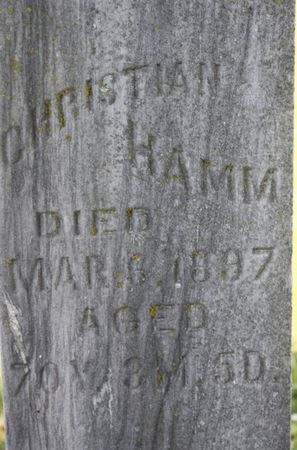 CHRISTIAN
HAMM
DIED
MAR. 6. 1897
AGED
70 Y. 8 M. 5 D.